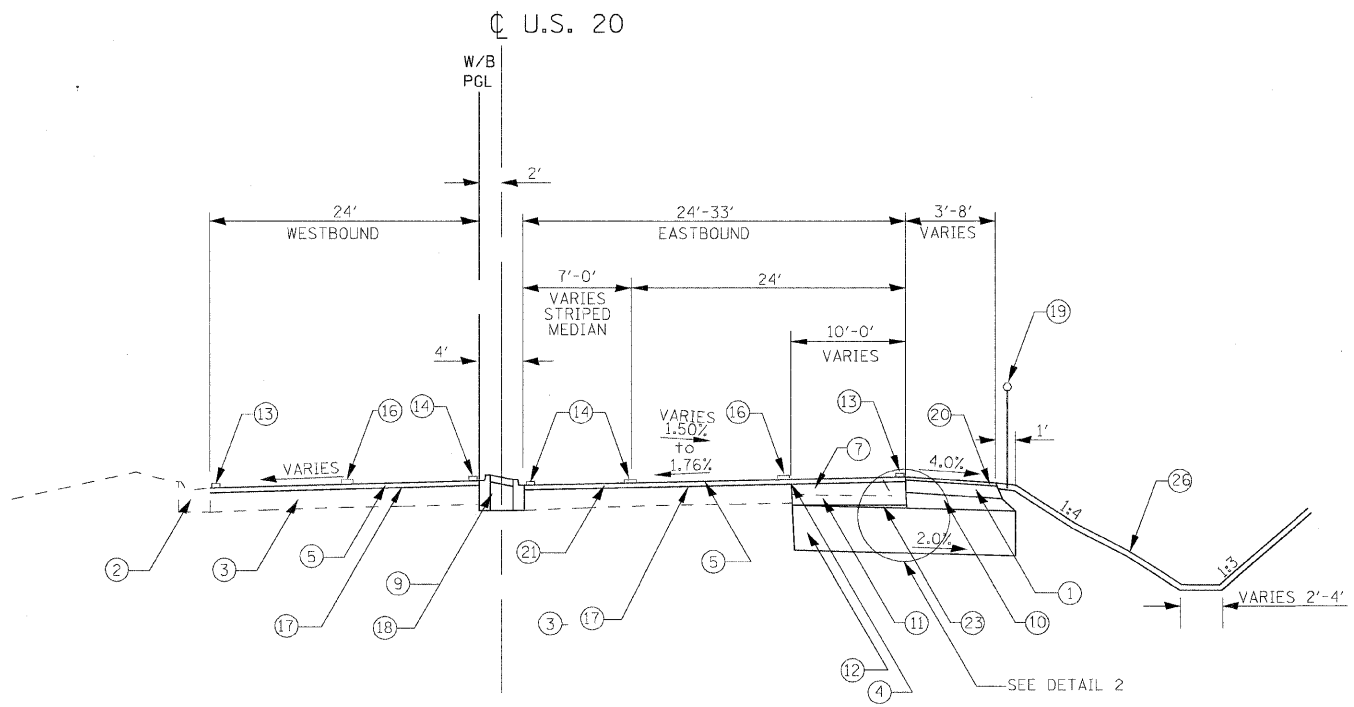 ℄ U.S. 20
W/B
PGL
2'
24'
WESTBOUND
24'-33'
EASTBOUND
3'-8'
VARIES
7'-0'
VARIES
STRIPED
MEDIAN
24'
10'-0'
VARIES
4'
19
13
16
14
14
VARIES
1.50%
to
1.76%
16
13
7
20
1'
VARIES
4.0%
26
1:4
2.0%
1:3
2
3
5
17
9
18
21
3
17
5
12
4
11
23
10
1
VARIES 2'-4'
SEE DETAIL 2